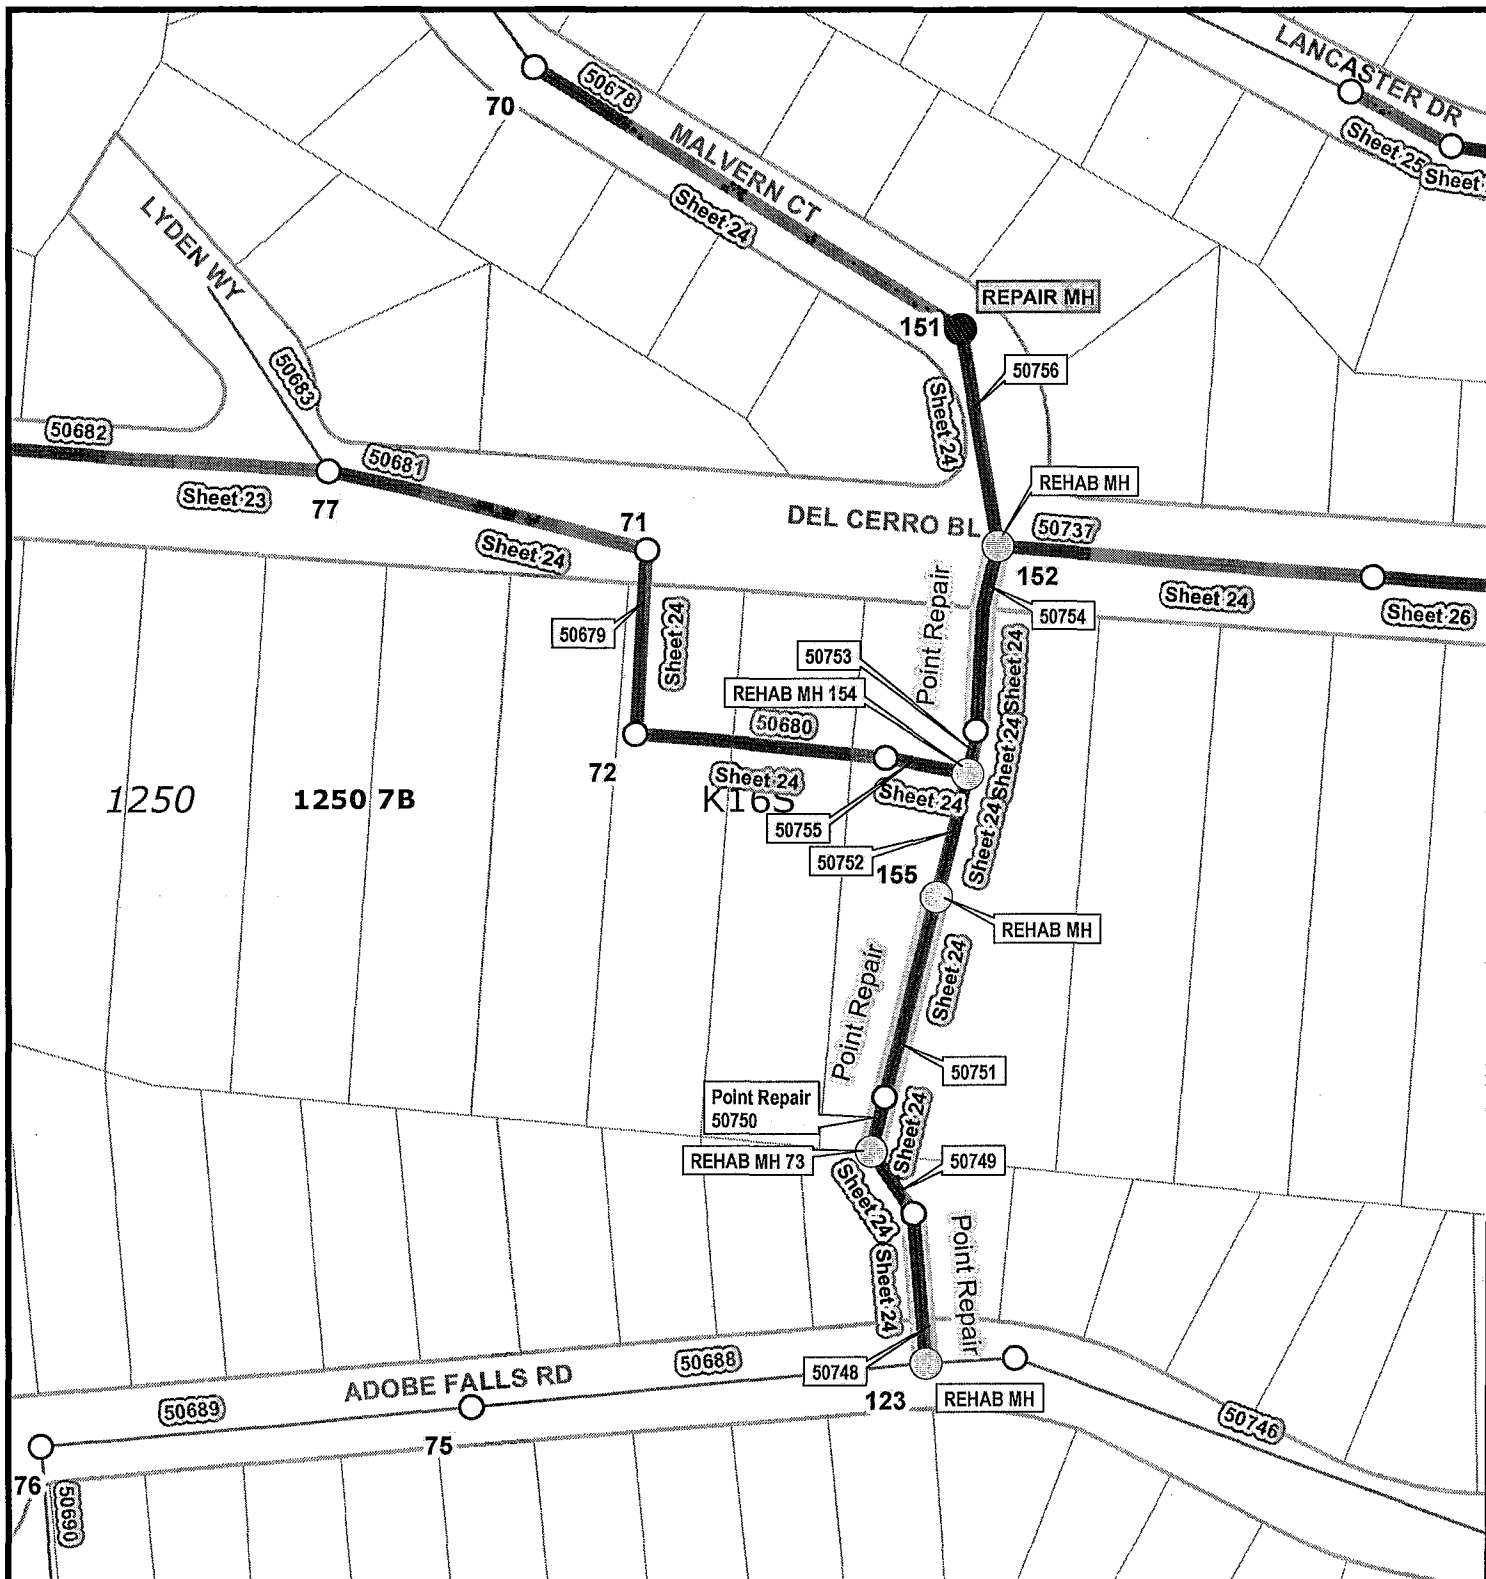 LANCASTER DR
50678
70
MALVERN CT
Sheet 25
Sheet
LYDEN WY
Sheet 24
REPAIR MH
151
50756
50683
Sheet 24
50682
50681
REHAB MH
Sheet 23
77
71
DEL CERRO BL
50737
Sheet 24
152
Sheet 24
Sheet 26
50754
Point Repair
50679
Sheet 24
50753
Sheet 24
REHAB MH 154
50680
72
Sheet 24
Sheet 24
Sheet 24
1250
1250 7B
K16S
50755
50752
Sheet 24
155
REHAB MH
Point Repair
Sheet 24
50751
Point Repair
50750
Sheet 24
REHAB MH 73
50749
Sheet 24
Point Repair
Sheet 24
50688
50748
ADOBE FALLS RD
123
REHAB MH
50689
50746
75
76
50690